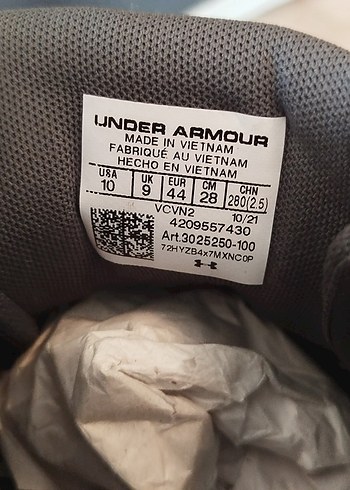 UNDER ARMOUR
MADE IN VIETNAM
FABRIQUÉ AU VIETNAM
HECHO EN VIETNAM
USA UK EUR CM CHN
10 9 44 28 280(2.5)
VCVN2 10/21
4209557430
Art.3025250-100
72HYZB4x7MXNC0P